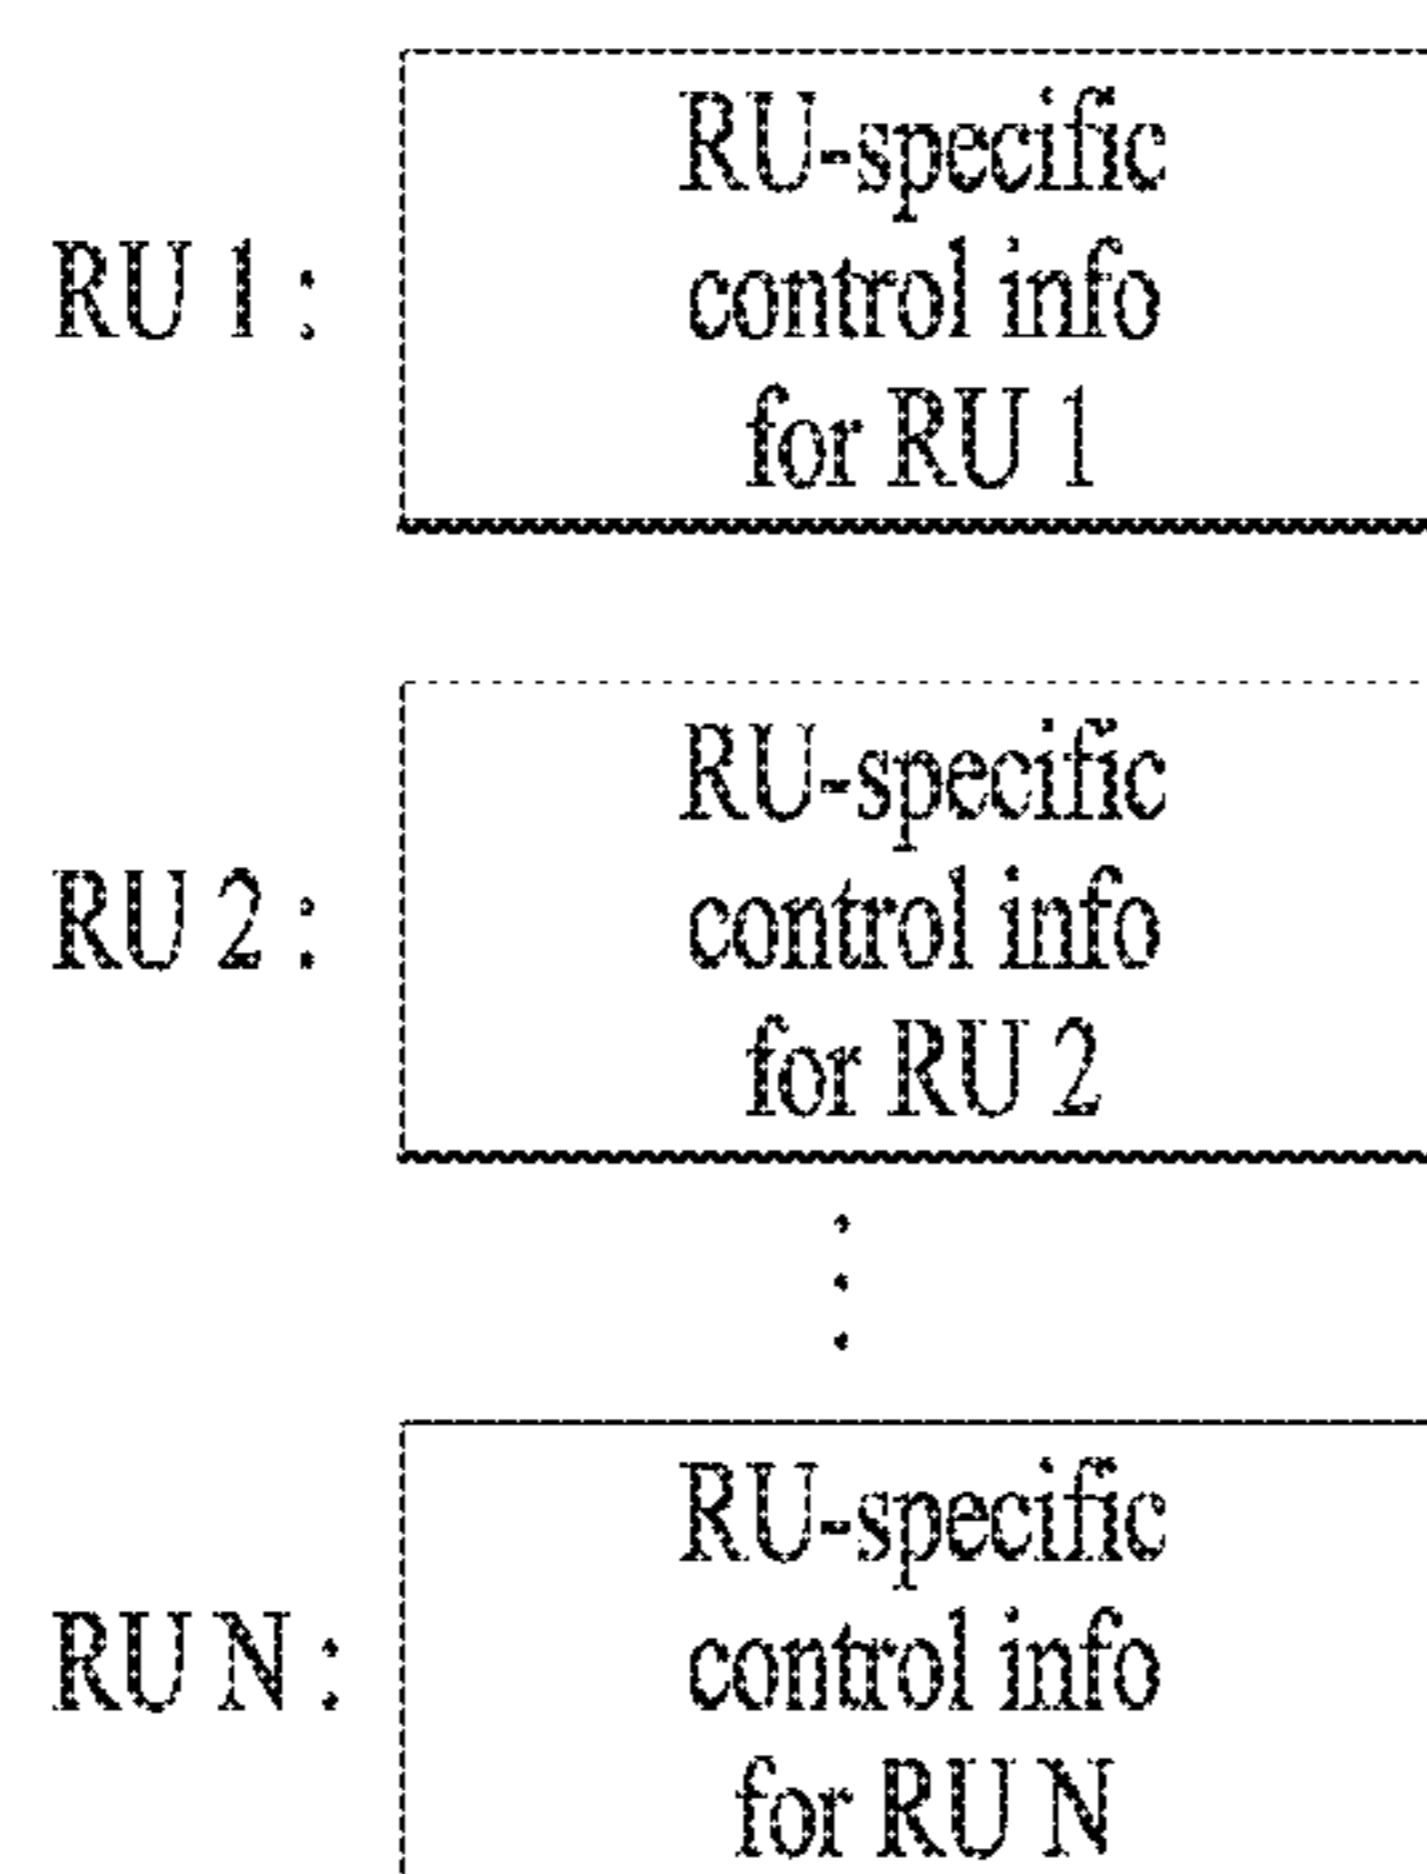 RU-specific
control info
for RU 1
RU 1 :
RU-specific
control info
for RU 2
RU 2 :
RU-specific
control info
for RU N
RU N :